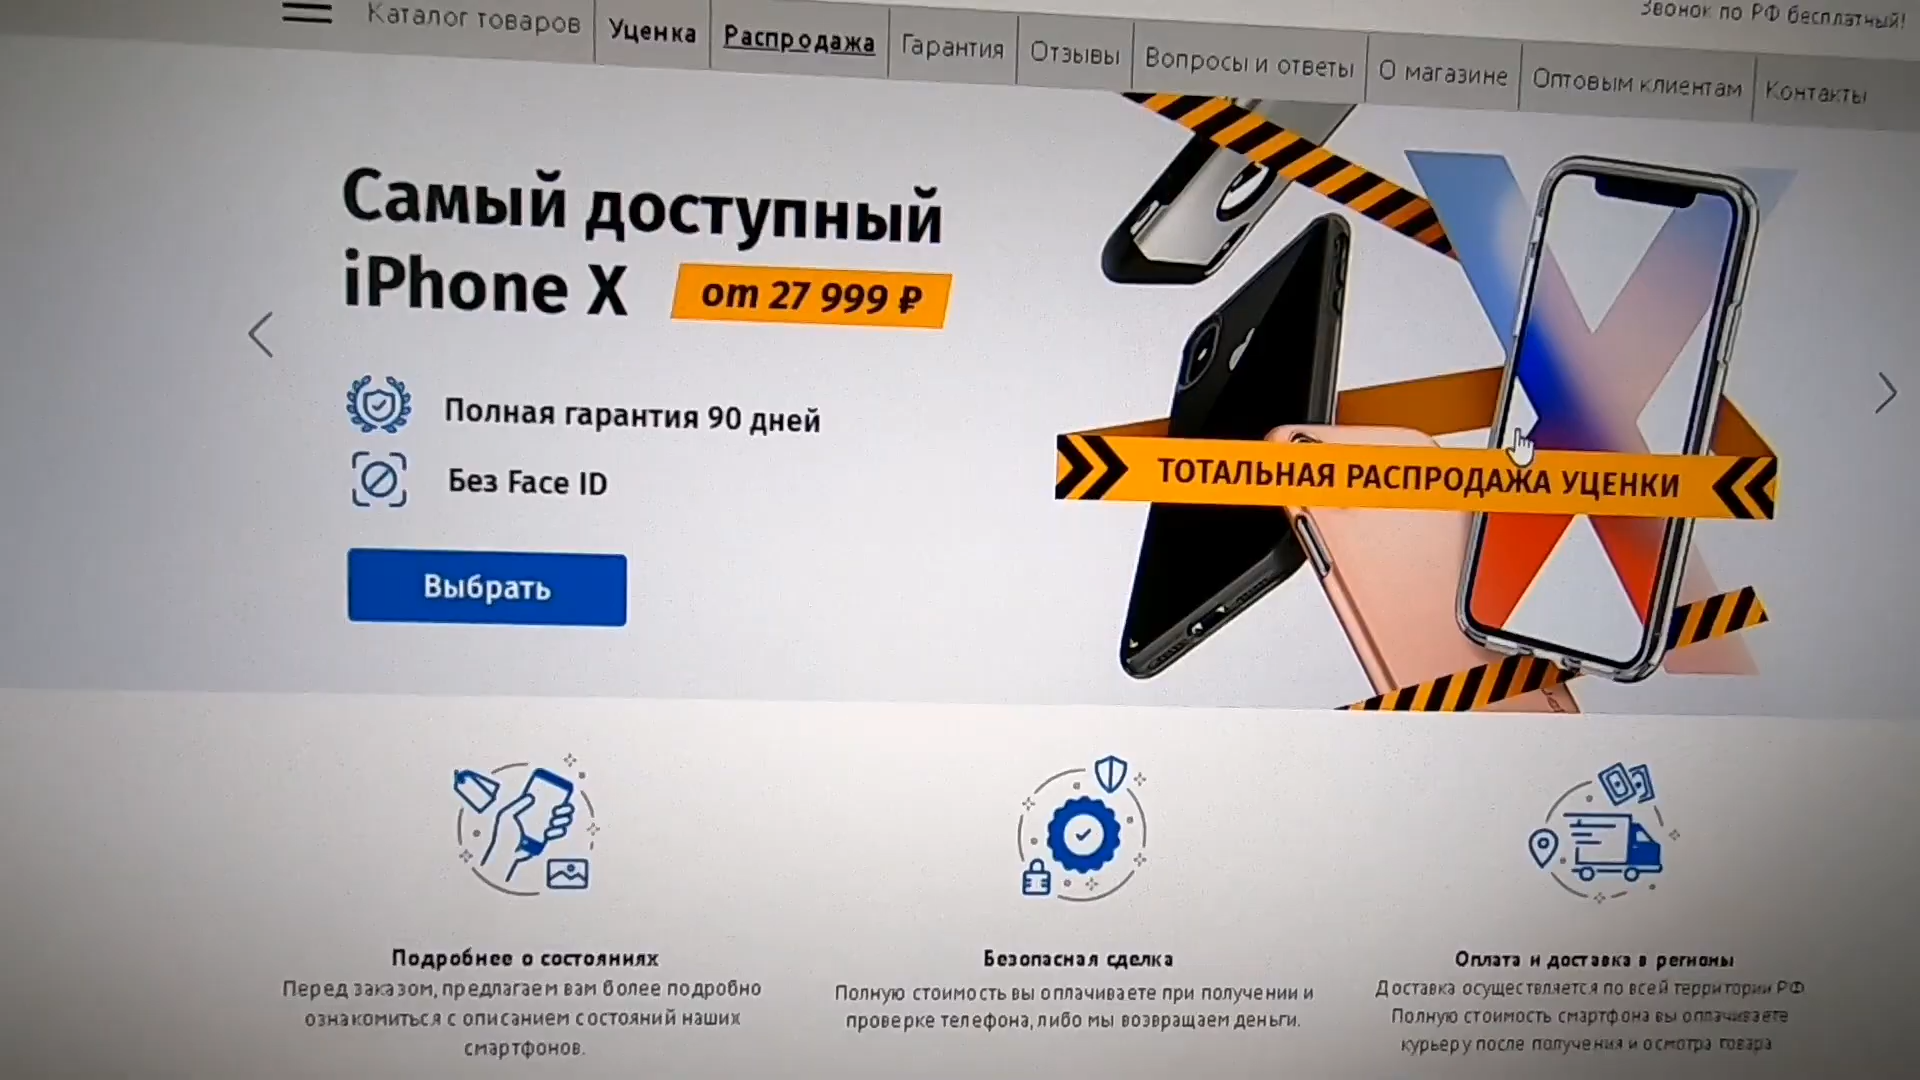 Звонок по РФ бесплатный!
Каталог товаров
Уценка
Распродажа
Гарантия
Отзывы
Вопросы и ответы
О магазине
Оптовым клиентам
Контакты
Самый доступный
iPhone X
от 27 999 ₽
Полная гарантия 90 дней
Без Face ID
Выбрать
ТОТАЛЬНАЯ РАСПРОДАЖА УЦЕНКИ
Подробнее о состояниях
Перед заказом, предлагаем вам более подробно
ознакомиться с описанием состояний наших
смартфонов.
Безопасная сделка
Полную стоимость вы оплачиваете при получении и
проверке телефона, либо мы возвращаем деньги.
Оплата и доставка в регионы
Доставка осуществляется по всей территории РФ
Полную стоимость смартфона вы оплачиваете
курьеру после получения и осмотра товара